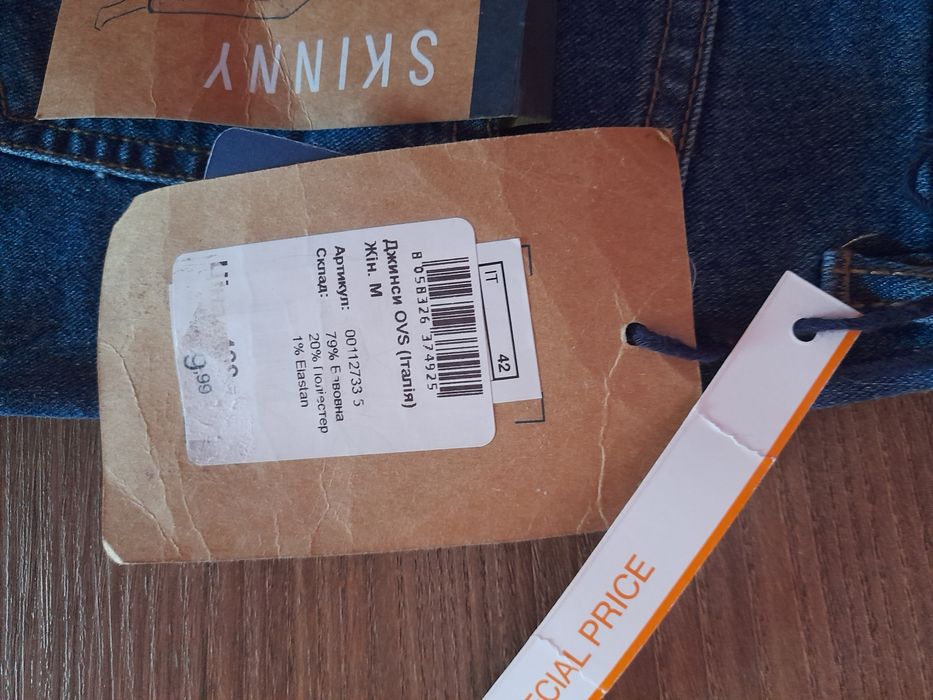 SKINNY
IT
42
8 058326 374925
Джинси OVS (Італія)
Жін. M
Артикул: 00112733 5
Склад: 79% Бавовна
20% Поліестер
1% Elastan
9.99
PRICE